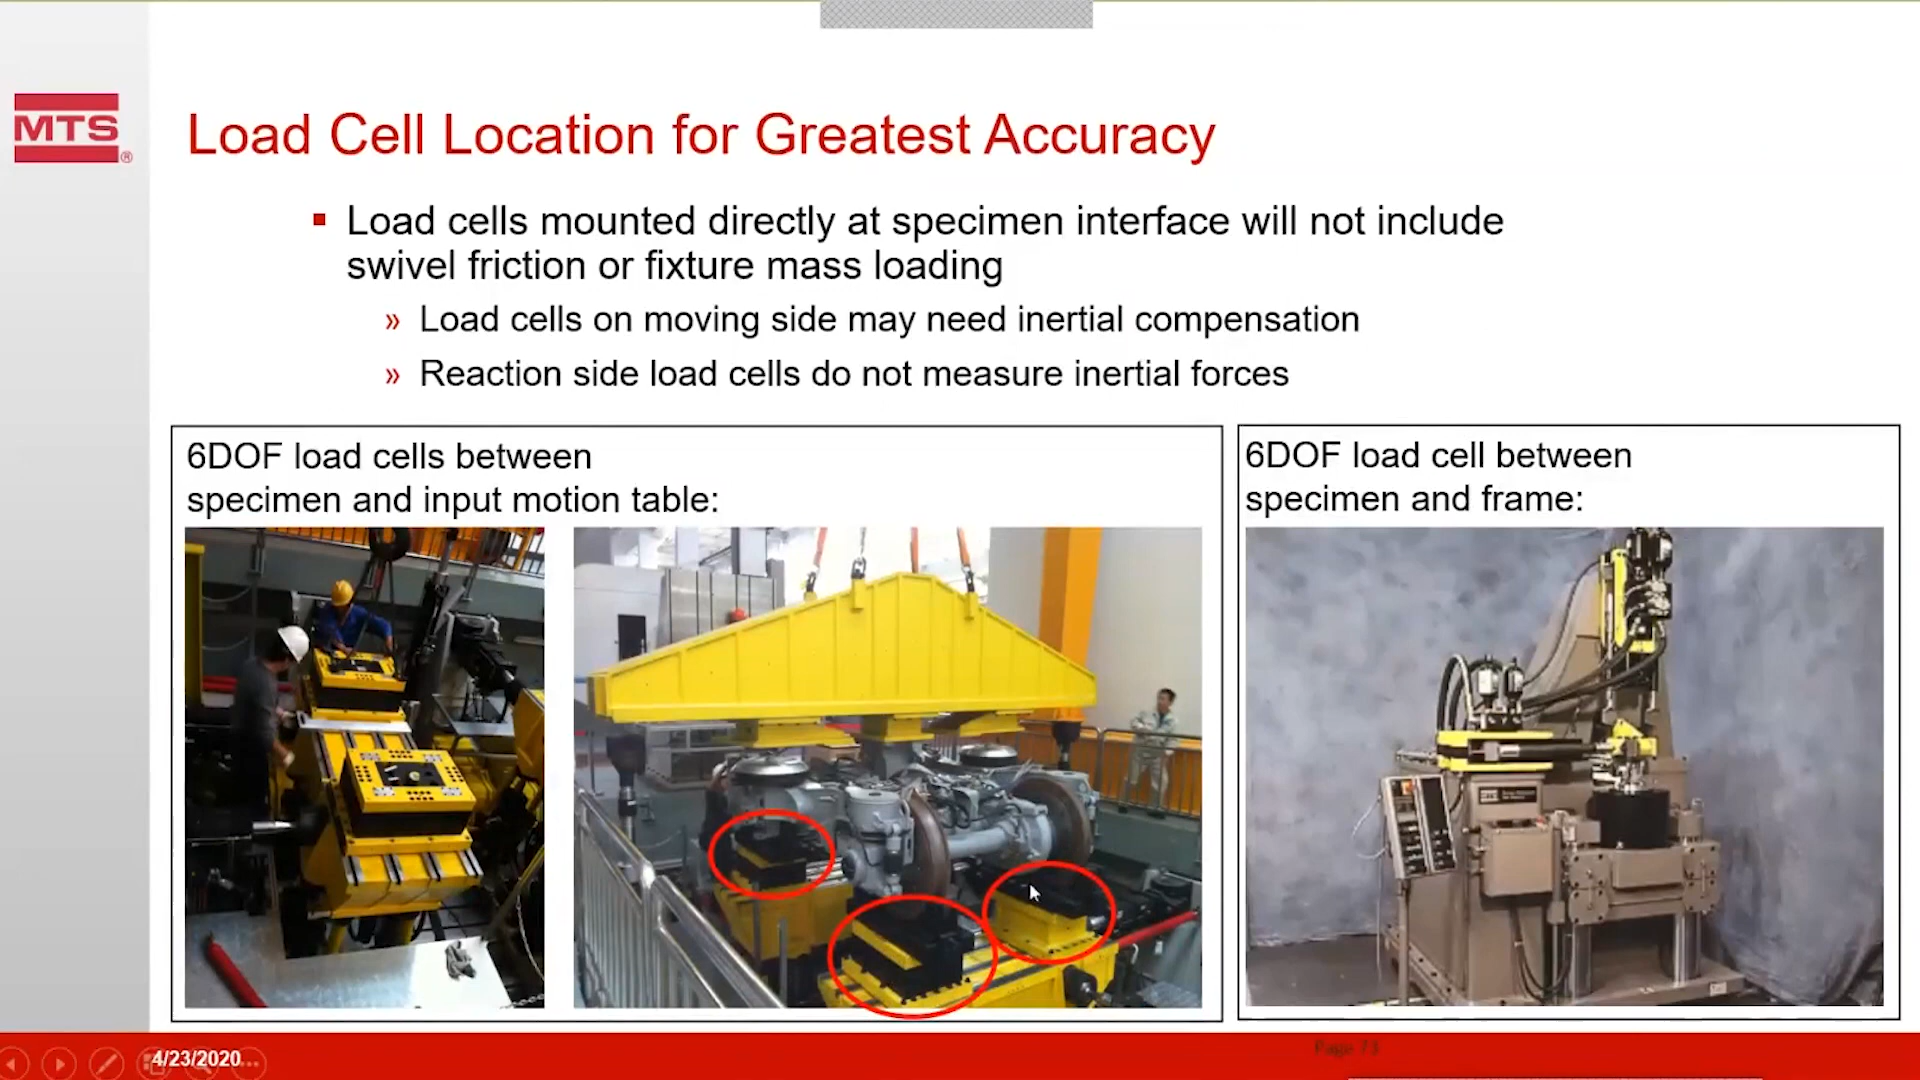 MTS®
Load Cell Location for Greatest Accuracy
▪ Load cells mounted directly at specimen interface will not include
swivel friction or fixture mass loading
» Load cells on moving side may need inertial compensation
» Reaction side load cells do not measure inertial forces
6DOF load cells between
specimen and input motion table:
6DOF load cell between
specimen and frame:
4/23/2020
Page 73